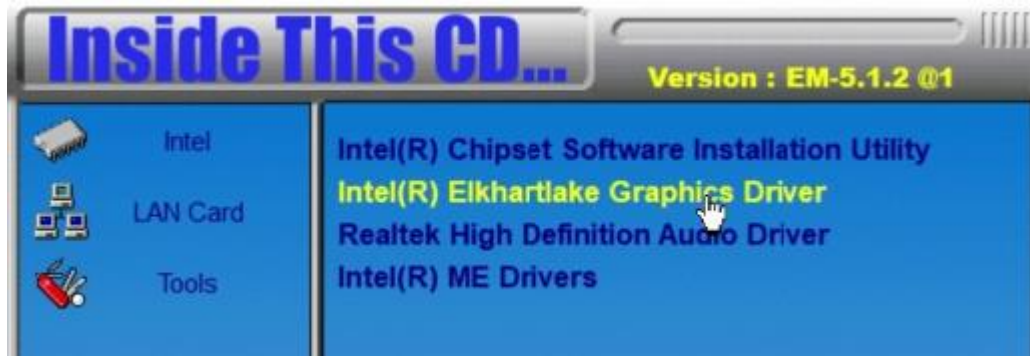 Inside This CD...
Version : EM-5.1.2 @1
Intel
LAN Card
Tools
Intel(R) Chipset Software Installation Utility
Intel(R) Elkhartlake Graphics Driver
Realtek High Definition Audio Driver
Intel(R) ME Drivers